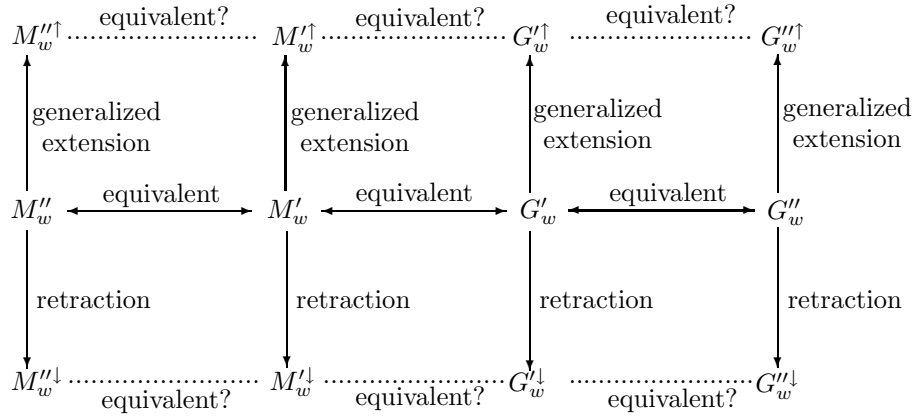 equivalent? equivalent? equivalent?
M''↑_w M'↑_w G'↑_w G''↑_w
generalized generalized generalized generalized
extension extension extension extension
equivalent equivalent equivalent
M''_w M'_w G'_w G''_w
retraction retraction retraction retraction
M''↓_w M'↓_w G'↓_w G''↓_w
equivalent? equivalent? equivalent?